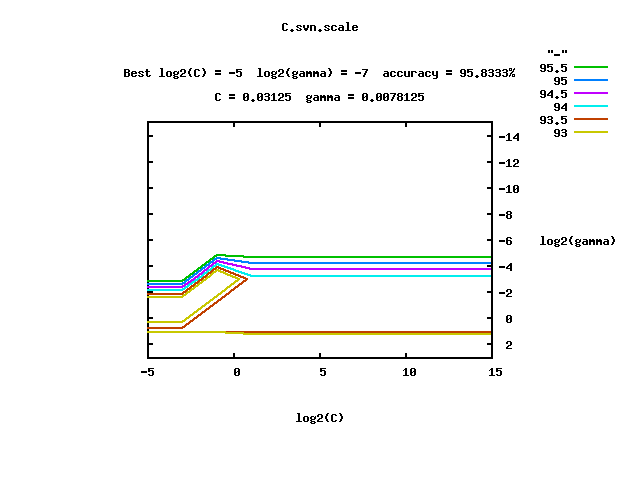 C.svn.scale
Best log2(C) = -5  log2(gamma) = -7  accuracy = 95.8333%
C = 0.03125  gamma = 0.0078125
"-"
95.5
95
94.5
94
93.5
93
-14
-12
-10
-8
-6
-4
-2
0
2
log2(gamma)
-5 0 5 10 15
log2(C)